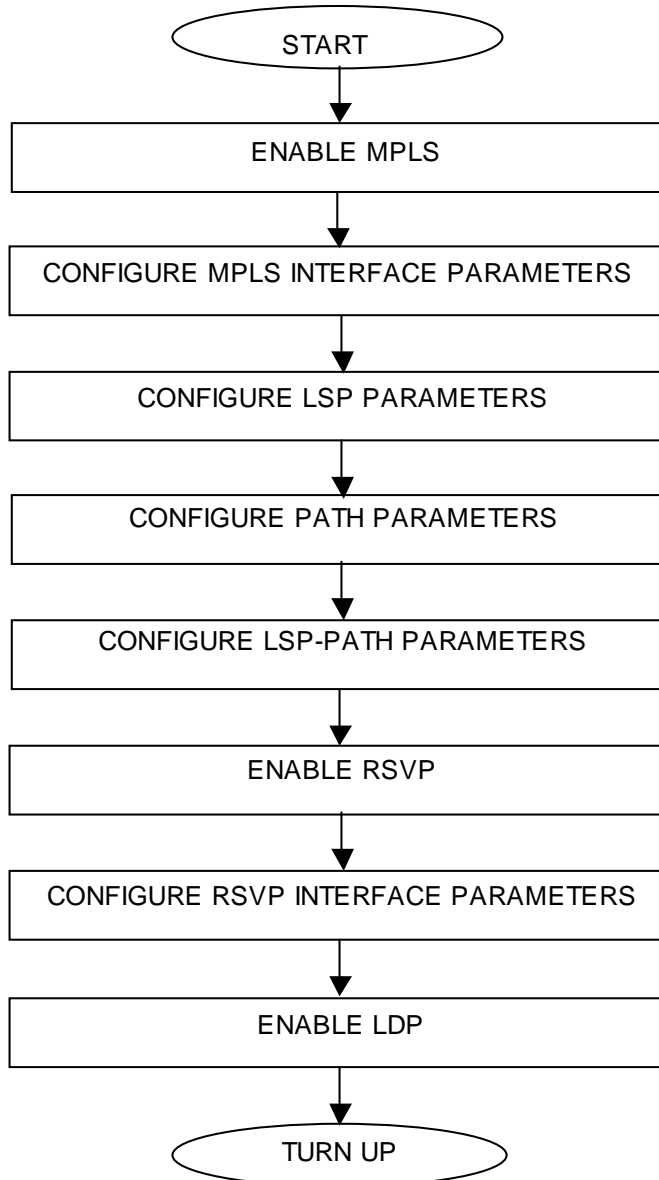 START
ENABLE MPLS
CONFIGURE MPLS INTERFACE PARAMETERS
CONFIGURE LSP PARAMETERS
CONFIGURE PATH PARAMETERS
CONFIGURE LSP-PATH PARAMETERS
ENABLE RSVP
CONFIGURE RSVP INTERFACE PARAMETERS
ENABLE LDP
TURN UP